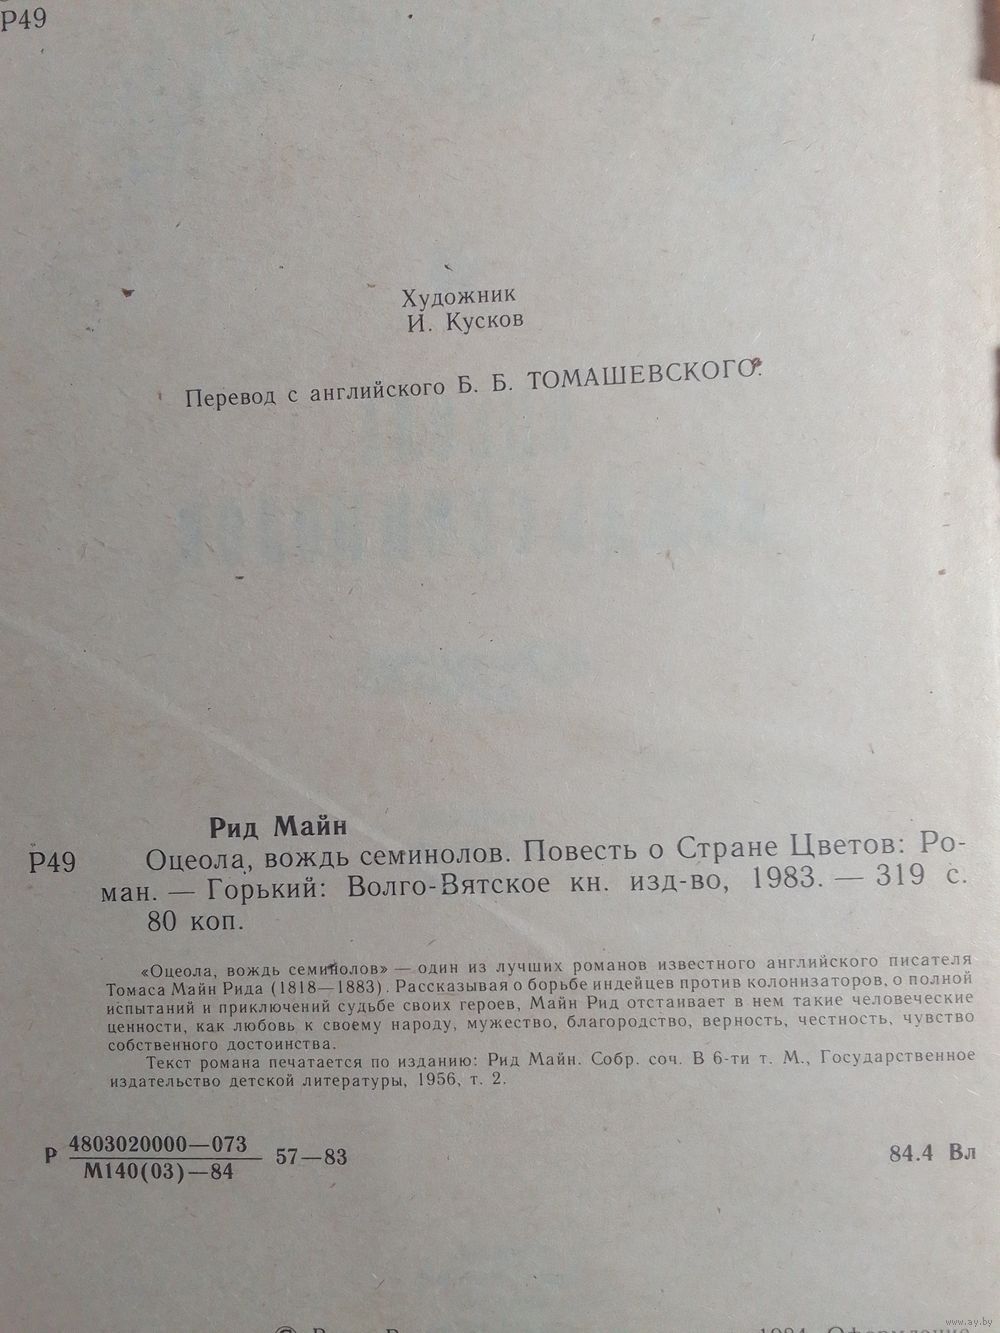 Р49
Художник
И. Кусков
Перевод с английского Б. Б. ТОМАШЕВСКОГО.
Рид Майн
Р49 Оцеола, вождь семинолов. Повесть о Стране Цветов: Ро-
ман. — Горький: Волго-Вятское кн. изд-во, 1983. — 319 с.
80 коп.
«Оцеола, вождь семинолов» — один из лучших романов известного английского писателя
Томаса Майн Рида (1818—1883). Рассказывая о борьбе индейцев против колонизаторов, о полной
испытаний и приключений судьбе своих героев, Майн Рид отстаивает в нем такие человеческие
ценности, как любовь к своему народу, мужество, благородство, верность, честность, чувство
собственного достоинства.
Текст романа печатается по изданию: Рид Майн. Собр. соч. В 6-ти т. М., Государственное
издательство детской литературы, 1956, т. 2.
Р 4803020000—073 57—83 84.4 Вл
М140(03)—84
www.ay.by